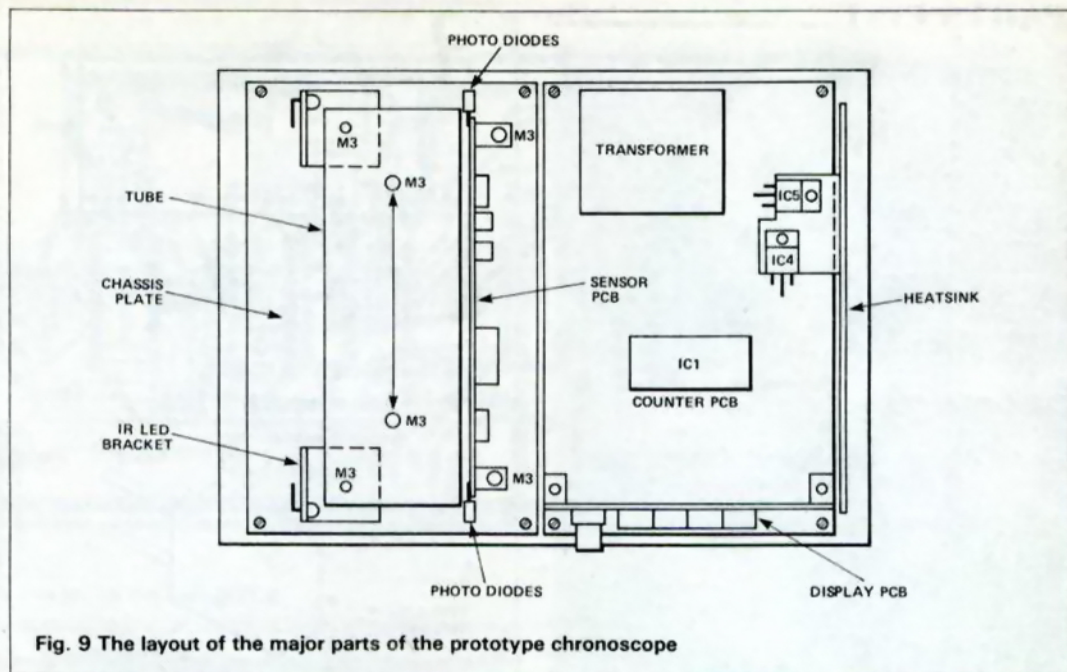 PHOTO DIODES
M3
M3
TRANSFORMER
M3
IC5
TUBE
IC4
CHASSIS
PLATE
SENSOR
PCB
HEATSINK
IC1
COUNTER PCB
M3
IR LED
BRACKET
M3
M3
PHOTO DIODES
DISPLAY PCB
Fig. 9 The layout of the major parts of the prototype chronoscope